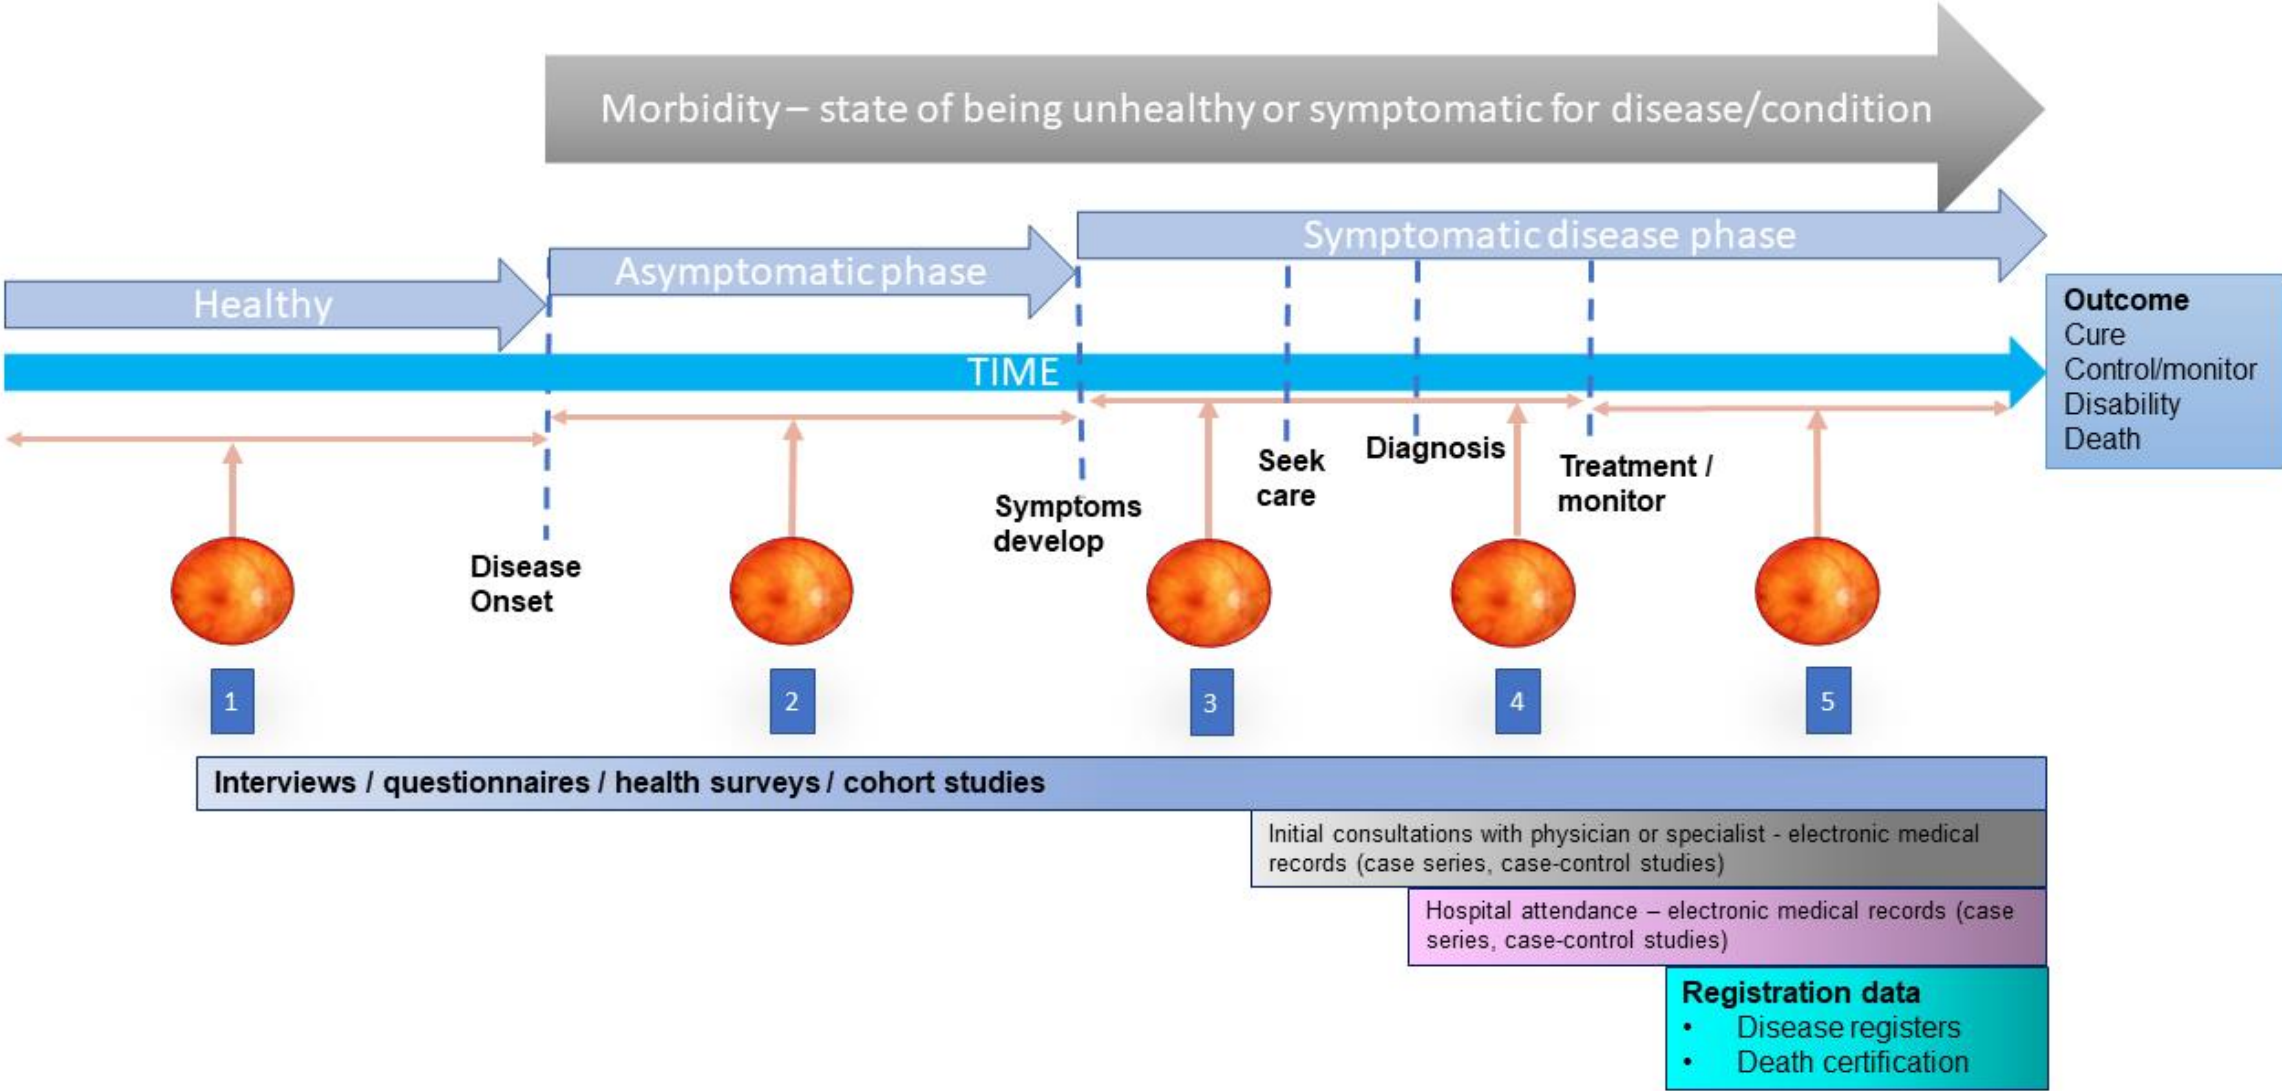 Morbidity – state of being unhealthy or symptomatic for disease/condition
Symptomatic disease phase
Asymptomatic phase
Healthy
TIME
Outcome
Cure
Control/monitor
Disability
Death
Disease
Onset
Symptoms
develop
Seek
care
Diagnosis
Treatment /
monitor
1
2
3
4
5
Interviews / questionnaires / health surveys / cohort studies
Initial consultations with physician or specialist - electronic medical
records (case series, case-control studies)
Hospital attendance – electronic medical records (case
series, case-control studies)
Registration data
• Disease registers
• Death certification